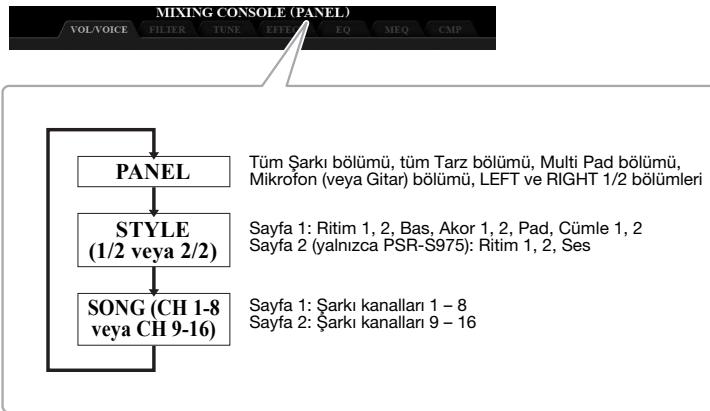 MIXING CONSOLE (PANEL)
VOL/VOICE FILTER TUNE EFFECT EQ MEQ CMP
PANEL
Tüm Şarkı bölümü, tüm Tarz bölümü, Multi Pad bölümü,
Mikrofon (veya Gitar) bölümü, LEFT ve RIGHT 1/2 bölümleri
STYLE
(1/2 veya 2/2)
Sayfa 1: Ritim 1, 2, Bas, Akor 1, 2, Pad, Cümle 1, 2
Sayfa 2 (yalnızca PSR-S975): Ritim 1, 2, Ses
SONG (CH 1-8
veya CH 9-16)
Sayfa 1: Şarkı kanalları 1 – 8
Sayfa 2: Şarkı kanalları 9 – 16